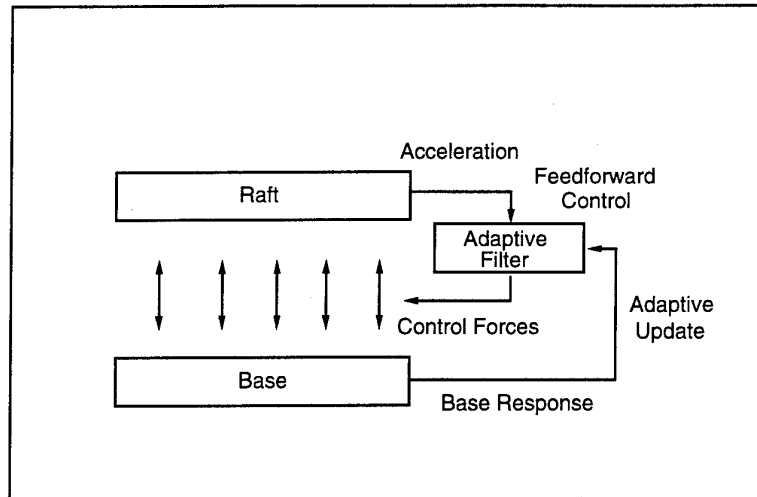 Acceleration
Raft
Feedforward
Control
Adaptive
Filter
Control Forces
Adaptive
Update
Base
Base Response